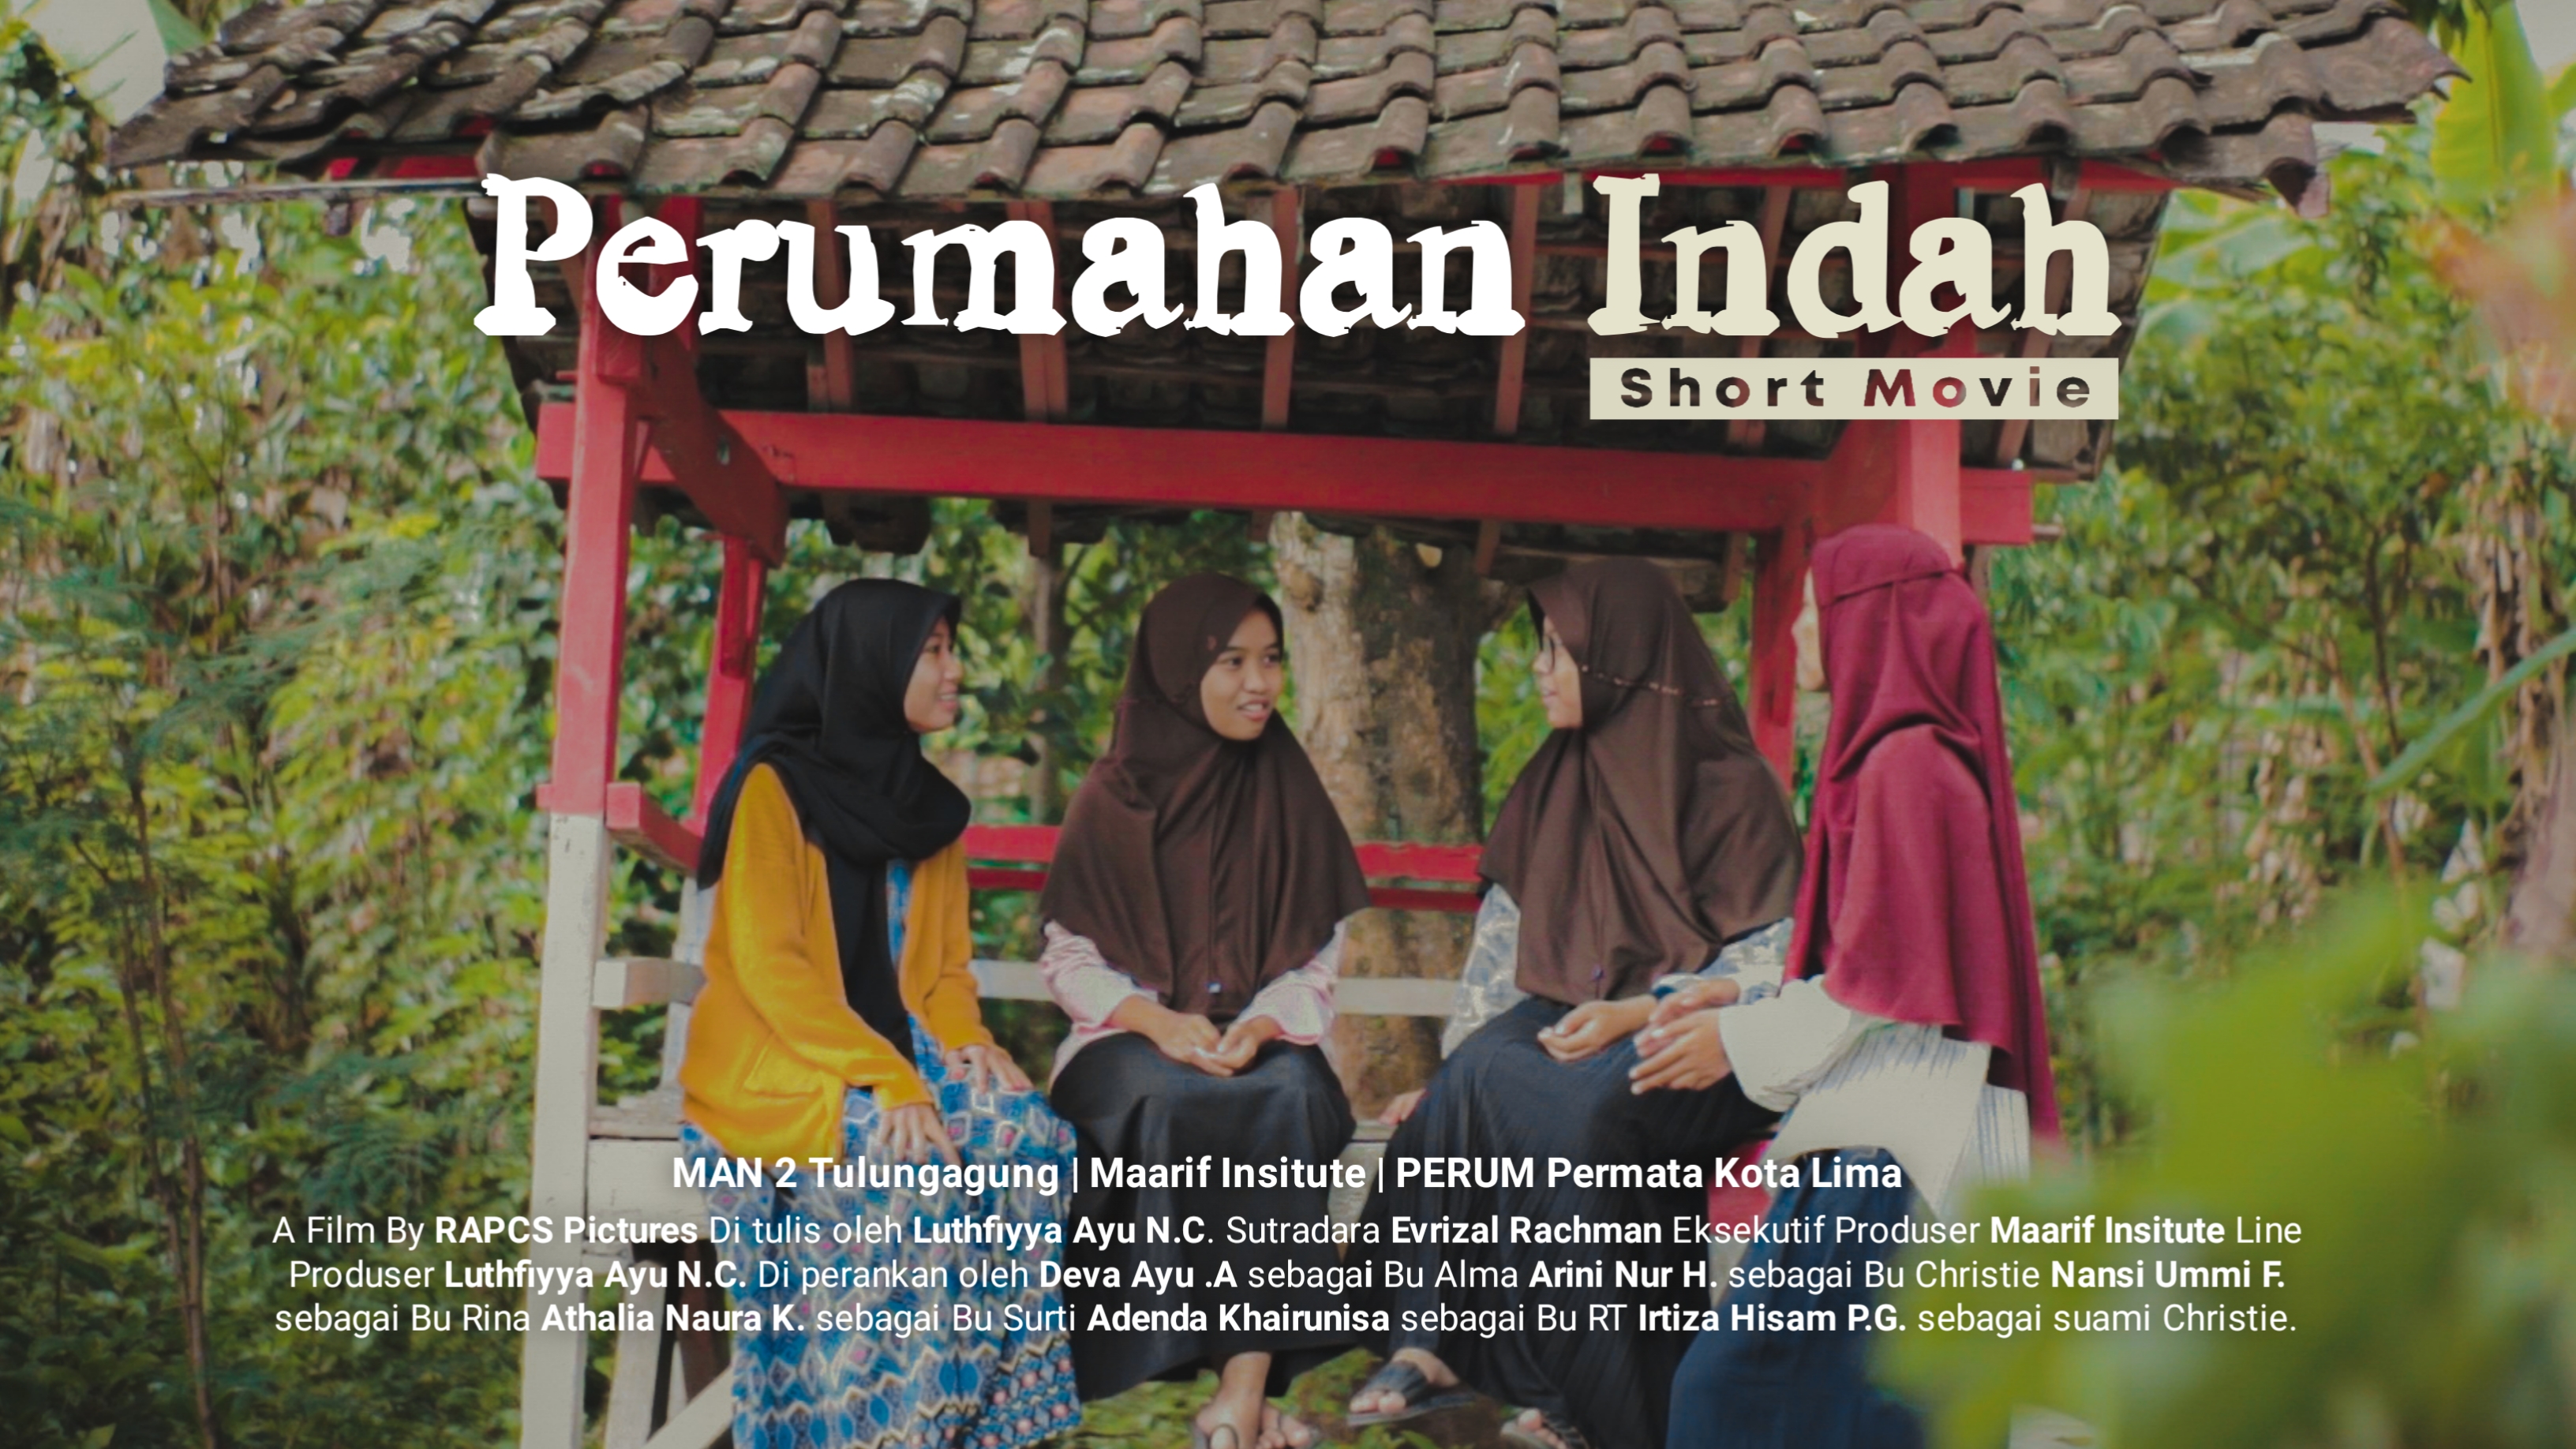 Perumahan Indah
Short Movie
MAN 2 Tulungagung | Maarif Insitute | PERUM Permata Kota Lima
A Film By RAPCS Pictures Di tulis oleh Luthfiyya Ayu N.C. Sutradara Evrizal Rachman Eksekutif Produser Maarif Insitute Line
Produser Luthfiyya Ayu N.C. Di perankan oleh Deva Ayu .A sebagai Bu Alma Arini Nur H. sebagai Bu Christie Nansi Ummi F.
sebagai Bu Rina Athalia Naura K. sebagai Bu Surti Adenda Khairunisa sebagai Bu RT Irtiza Hisam P.G. sebagai suami Christie.